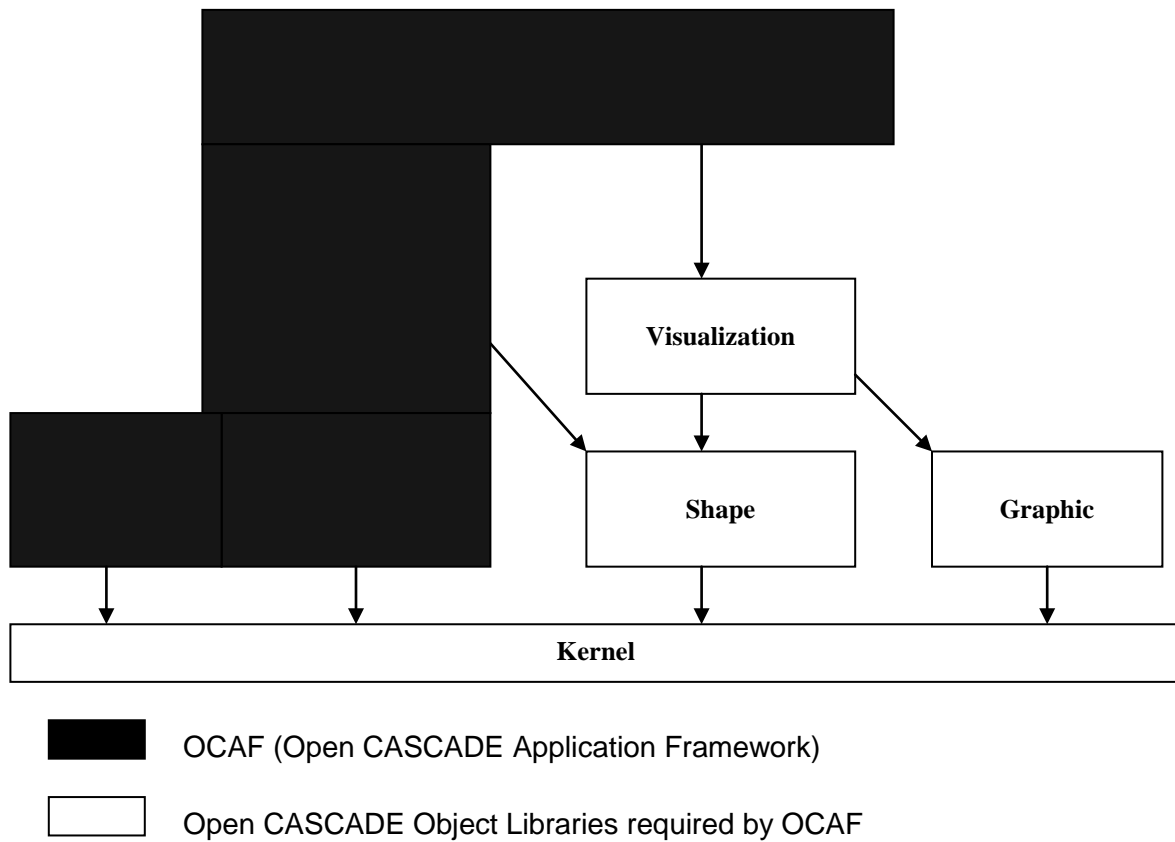 Visualization
Shape
Graphic
Kernel
OCAF (Open CASCADE Application Framework)
Open CASCADE Object Libraries required by OCAF